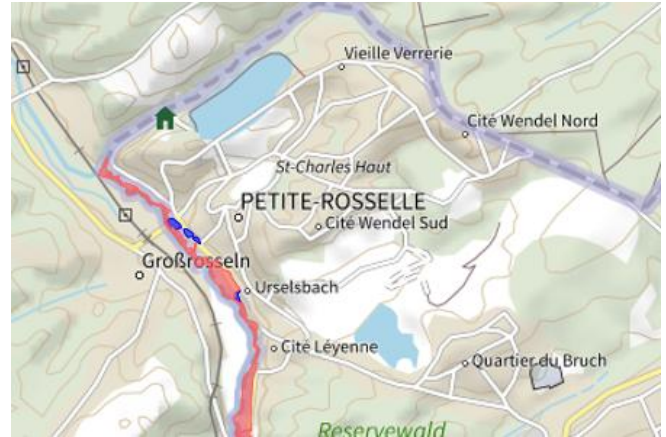 Vieille Verrerie
Cité Wendel Nord
St-Charles Haut
PETITE-ROSSELLE
Cité Wendel Sud
Großrosseln
Urselsbach
Cité Léyenne
Quartier du Bruch
Reservewald